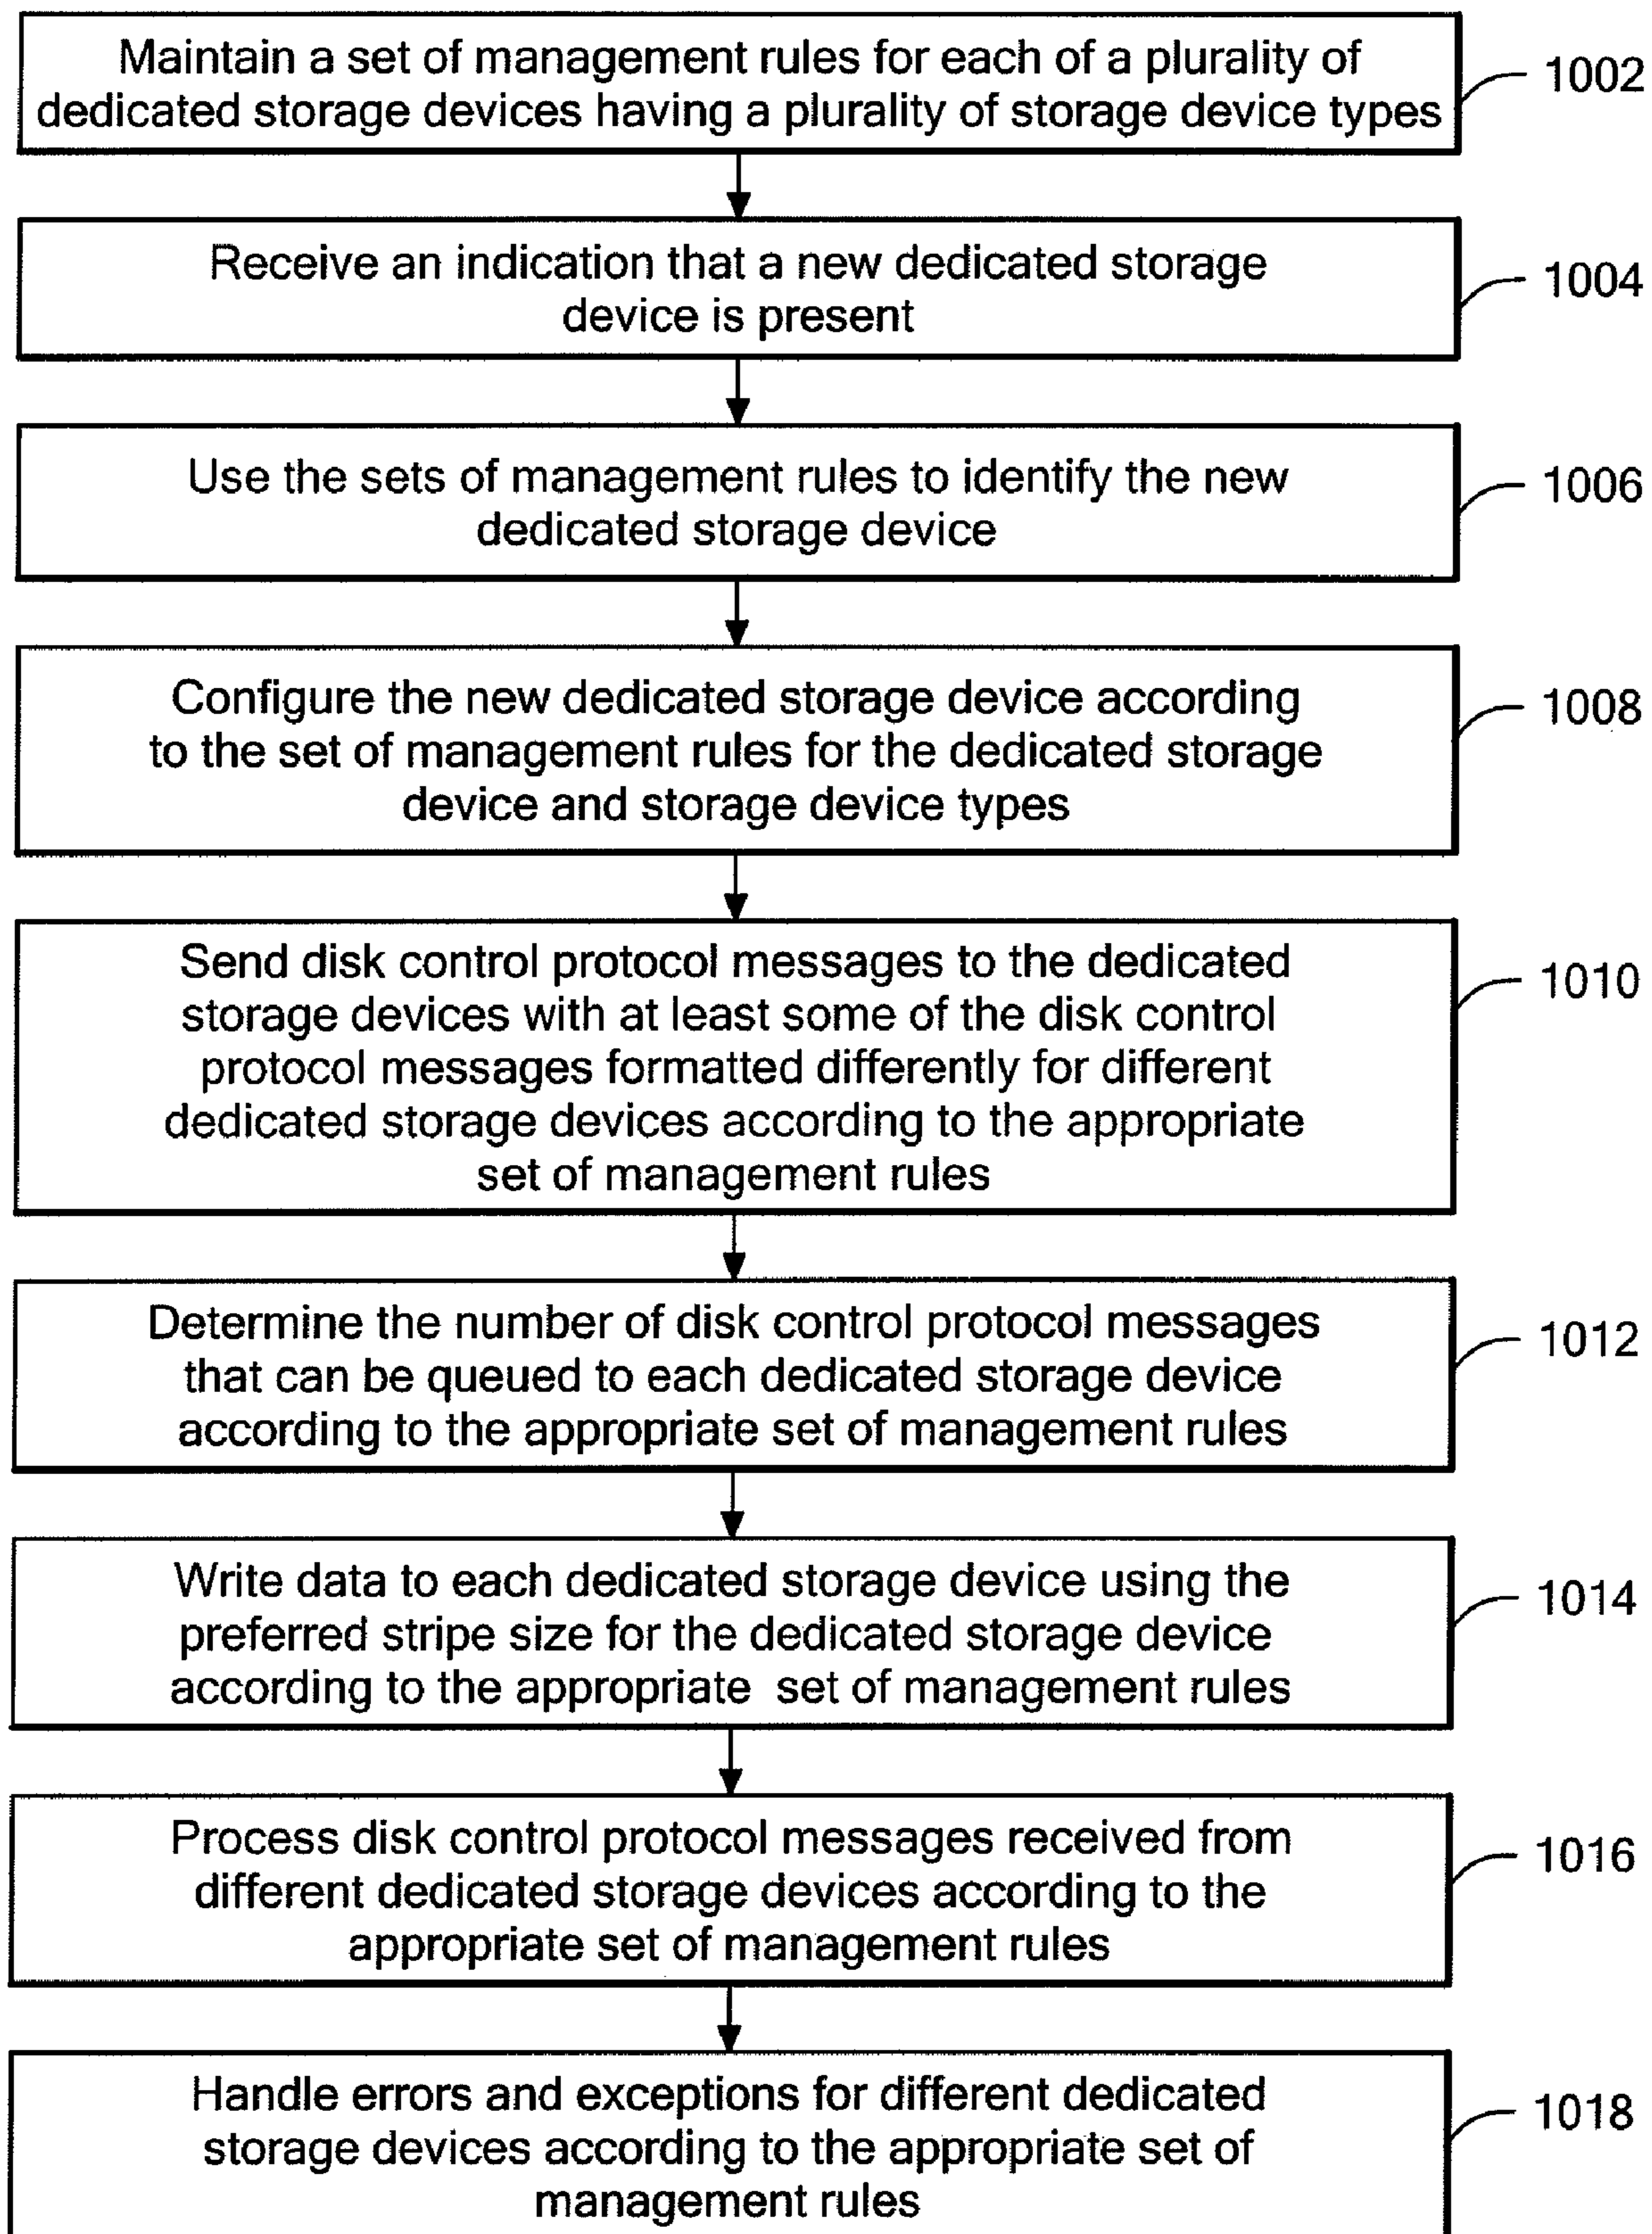 Maintain a set of management rules for each of a plurality of
dedicated storage devices having a plurality of storage device types
1002
Receive an indication that a new dedicated storage
device is present
1004
Use the sets of management rules to identify the new
dedicated storage device
1006
Configure the new dedicated storage device according
to the set of management rules for the dedicated storage
device and storage device types
1008
Send disk control protocol messages to the dedicated
storage devices with at least some of the disk control
protocol messages formatted differently for different
dedicated storage devices according to the appropriate
set of management rules
1010
Determine the number of disk control protocol messages
that can be queued to each dedicated storage device
according to the appropriate set of management rules
1012
Write data to each dedicated storage device using the
preferred stripe size for the dedicated storage device
according to the appropriate set of management rules
1014
Process disk control protocol messages received from
different dedicated storage devices according to the
appropriate set of management rules
1016
Handle errors and exceptions for different dedicated
storage devices according to the appropriate set of
management rules
1018